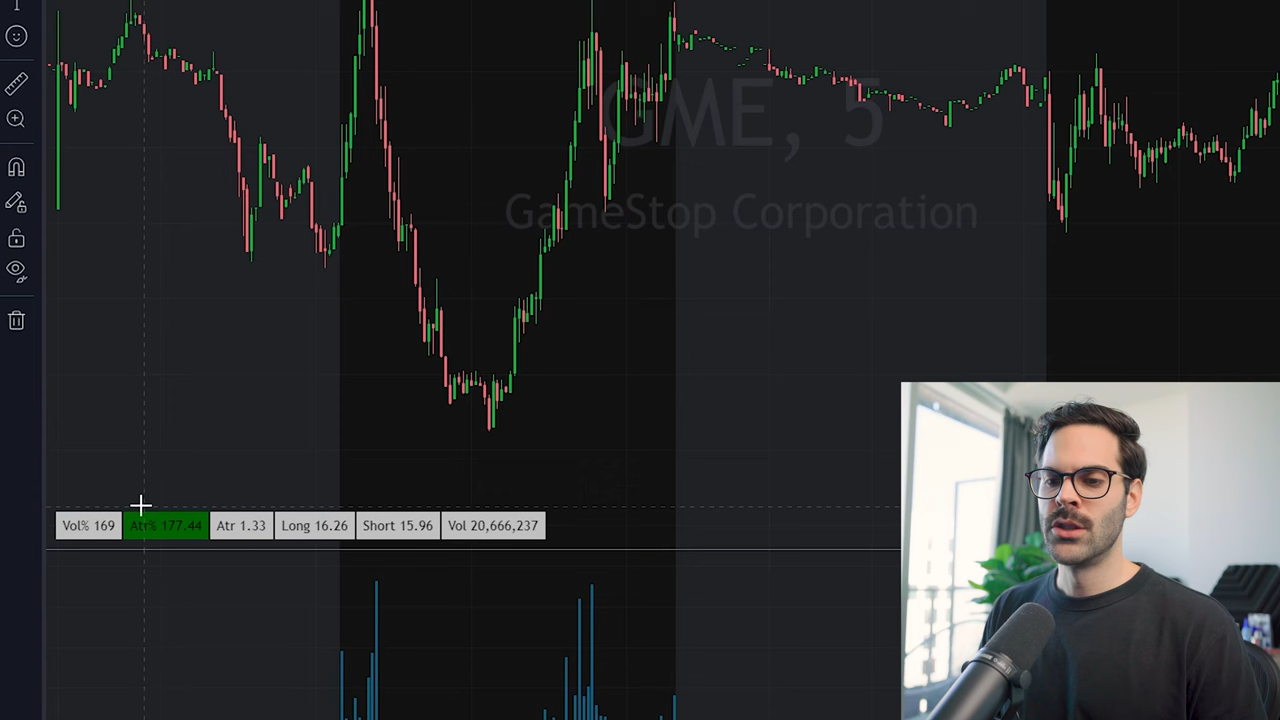 GME, 5
GameStop Corporation
Vol% 169 Atr% 177.44 Atr 1.33 Long 16.26 Short 15.96 Vol 20,666,237